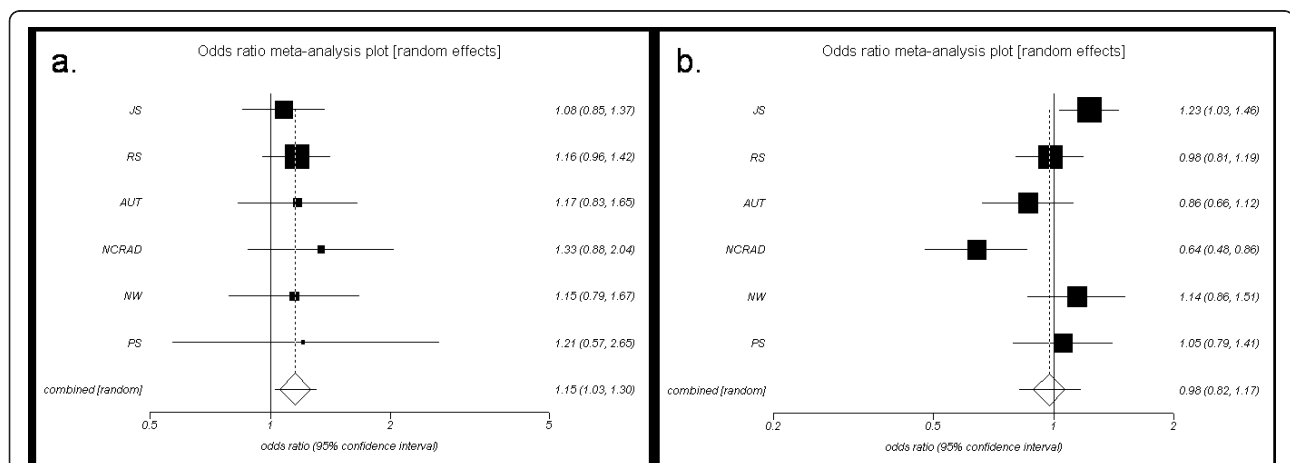 a.
Odds ratio meta-analysis plot [random effects]
JS 1.08 (0.85, 1.37)
RS 1.16 (0.96, 1.42)
AUT 1.17 (0.83, 1.65)
NCRAD 1.33 (0.88, 2.04)
NW 1.15 (0.79, 1.67)
PS 1.21 (0.57, 2.65)
combined [random] 1.15 (1.03, 1.30)
0.5 1 2 5
odds ratio (95% confidence interval)
b.
Odds ratio meta-analysis plot [random effects]
JS 1.23 (1.03, 1.46)
RS 0.98 (0.81, 1.19)
AUT 0.86 (0.66, 1.12)
NCRAD 0.64 (0.48, 0.86)
NW 1.14 (0.86, 1.51)
PS 1.05 (0.79, 1.41)
combined [random] 0.98 (0.82, 1.17)
0.2 0.5 1 2
odds ratio (95% confidence interval)